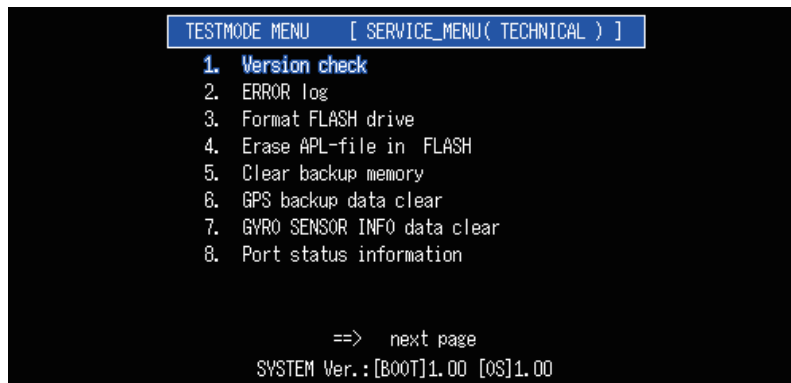 TESTMODE MENU [ SERVICE_MENU( TECHNICAL ) ]
1. Version check
2. ERROR log
3. Format FLASH drive
4. Erase APL-file in FLASH
5. Clear backup memory
6. GPS backup data clear
7. GYRO SENSOR INFO data clear
8. Port status information
==> next page
SYSTEM Ver.:[BOOT]1.00 [OS]1.00